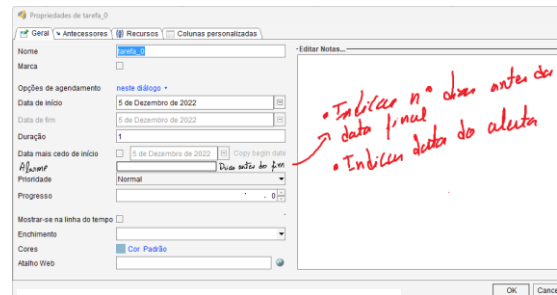 Propriedades de tarefa_0
Geral Antecessores Recursos Colunas personalizadas
Nome tarefa_0
Marca
Opções de agendamento neste diálogo
Data de início 5 de Dezembro de 2022
Data de fim 5 de Dezembro de 2022
Duração 1
Data mais cedo de início 5 de Dezembro de 2022 Copy begin date
Alarme Dias antes do fim
Prioridade Normal
Progresso 0
Mostrar-se na linha do tempo
Enchimento
Cores Cor Padrão
Atalho Web
Editar Notas...
• Indicar nº dias antes da
data final
• Indicar data do alerta
OK Cance